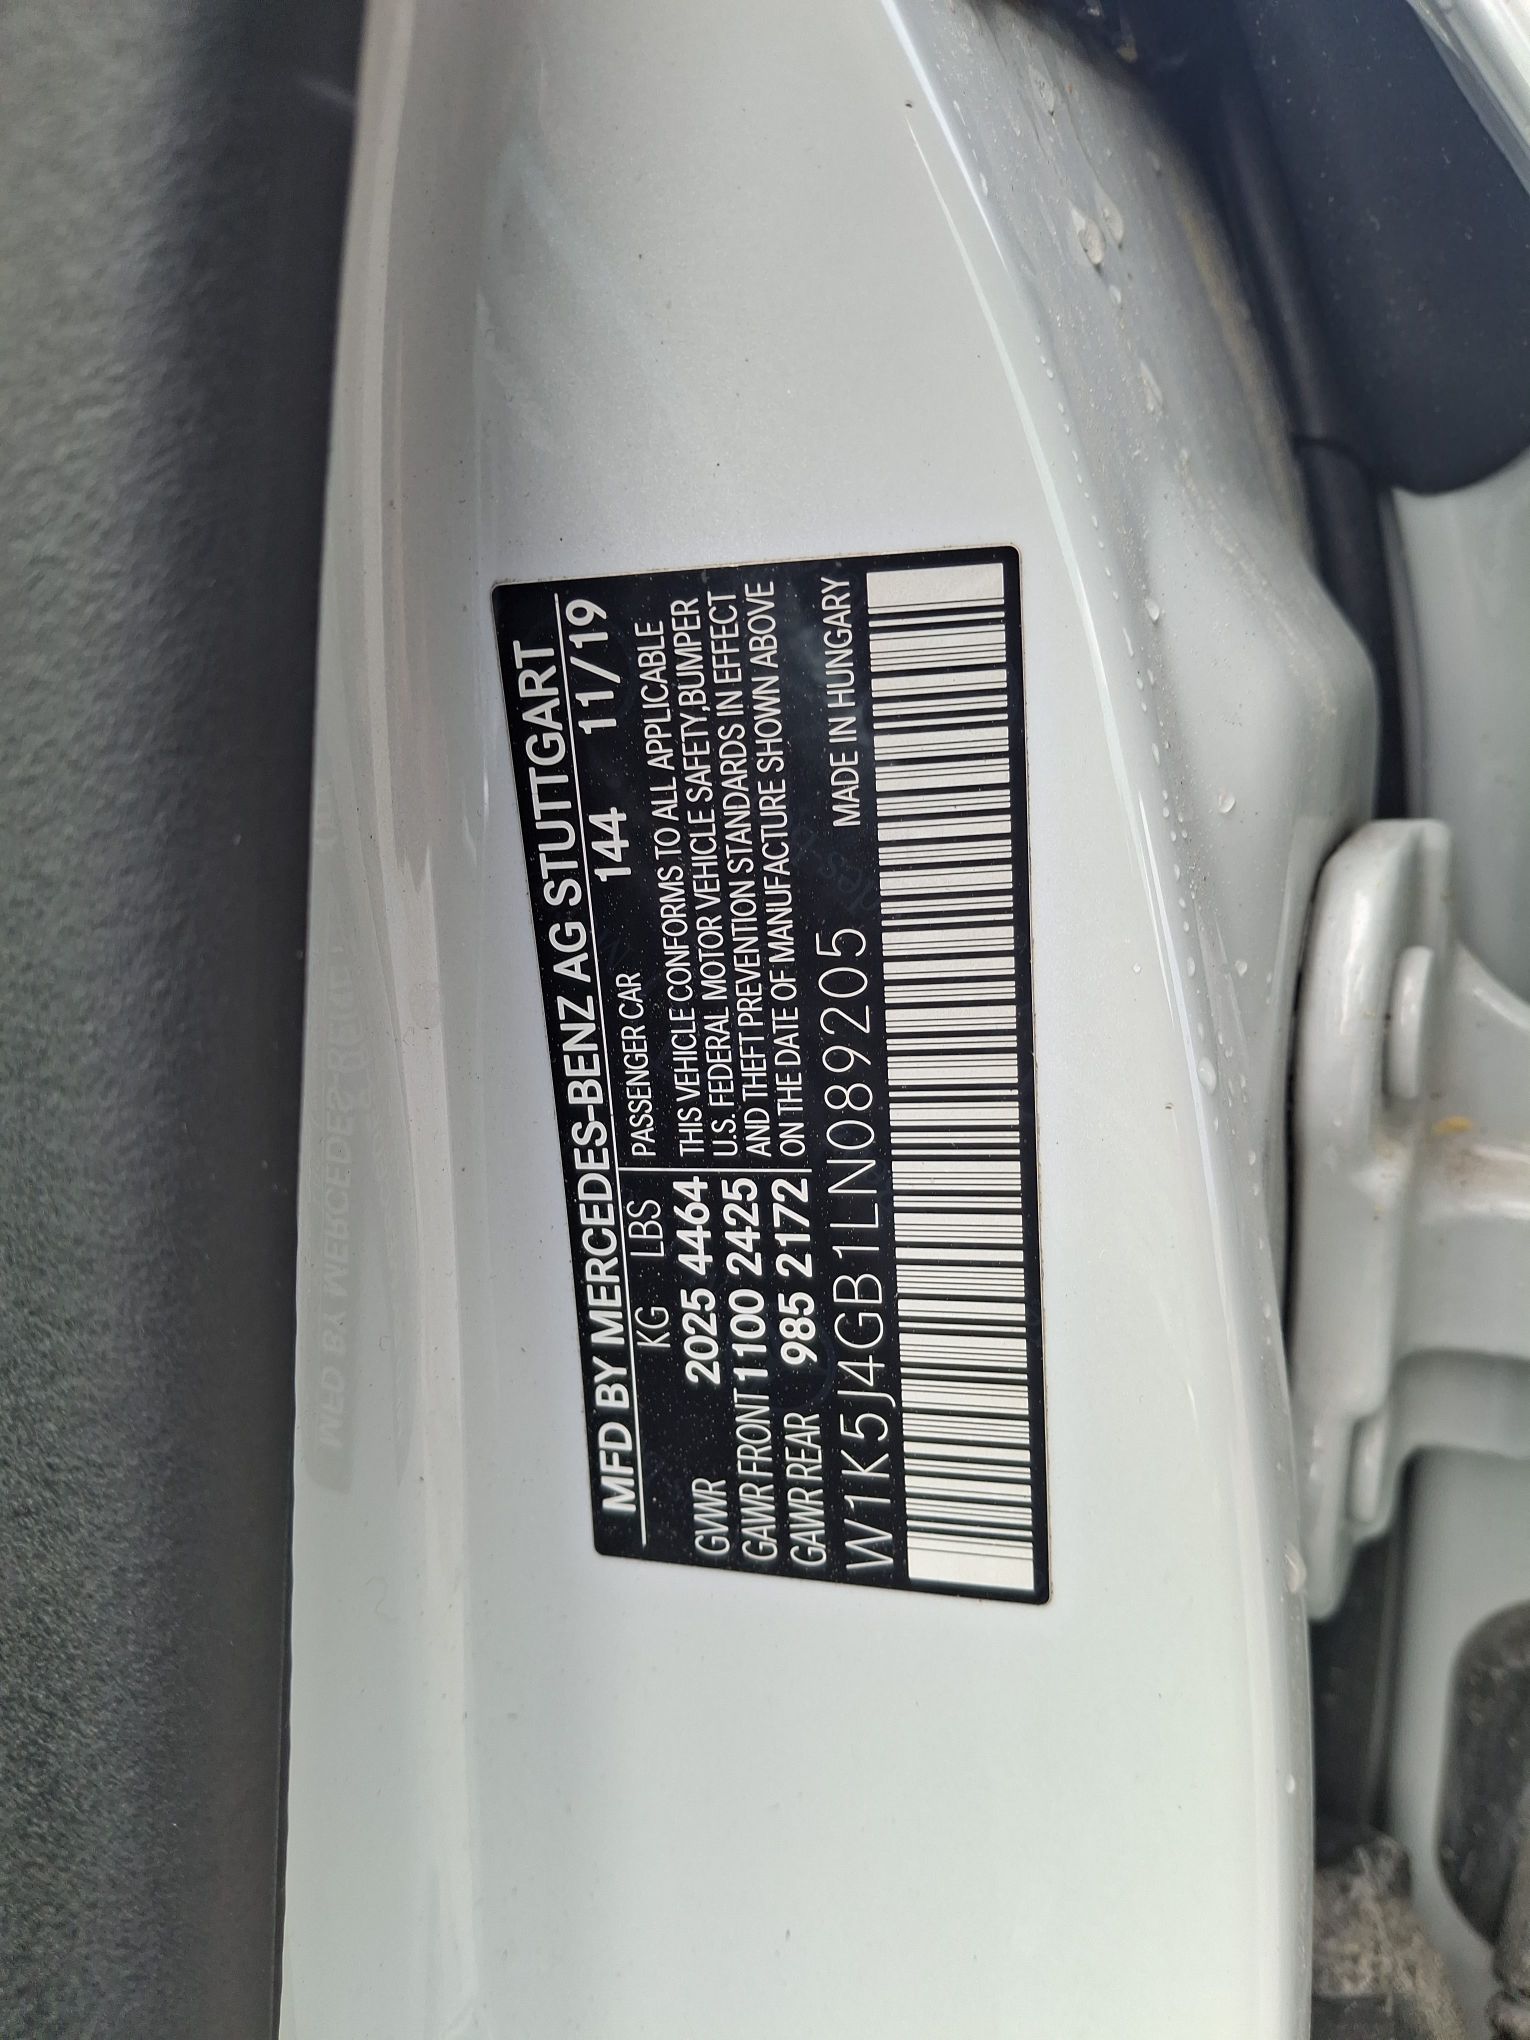 MFD BY MERCEDES-BENZ AG STUTTGART
KG LBS 144 11/19
PASSENGER CAR
GVWR 2025 4464 THIS VEHICLE CONFORMS TO ALL APPLICABLE
GAWR FRONT 1100 2425 U.S. FEDERAL MOTOR VEHICLE SAFETY,BUMPER
GAWR REAR 985 2172 AND THEFT PREVENTION STANDARDS IN EFFECT
ON THE DATE OF MANUFACTURE SHOWN ABOVE
W1K5J4GB1LN089205 MADE IN HUNGARY